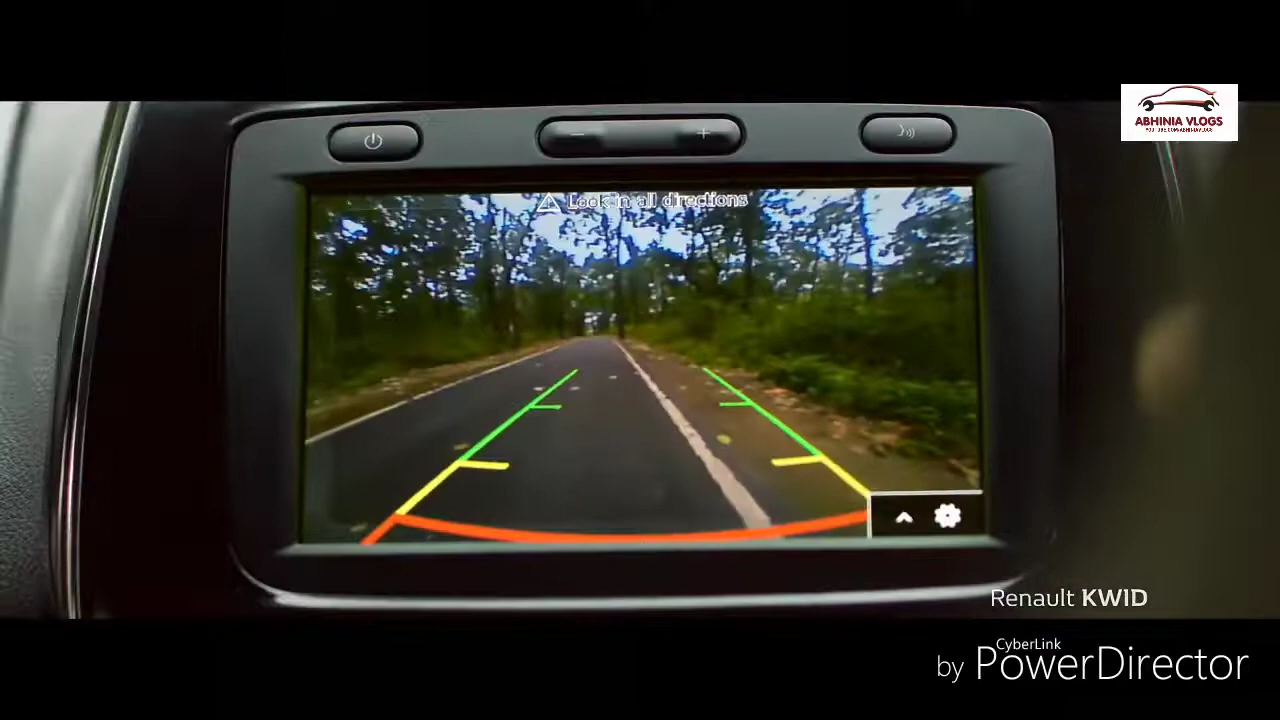 ABHINIA VLOGS
Look in all directions
Renault KWID
CyberLink
by PowerDirector